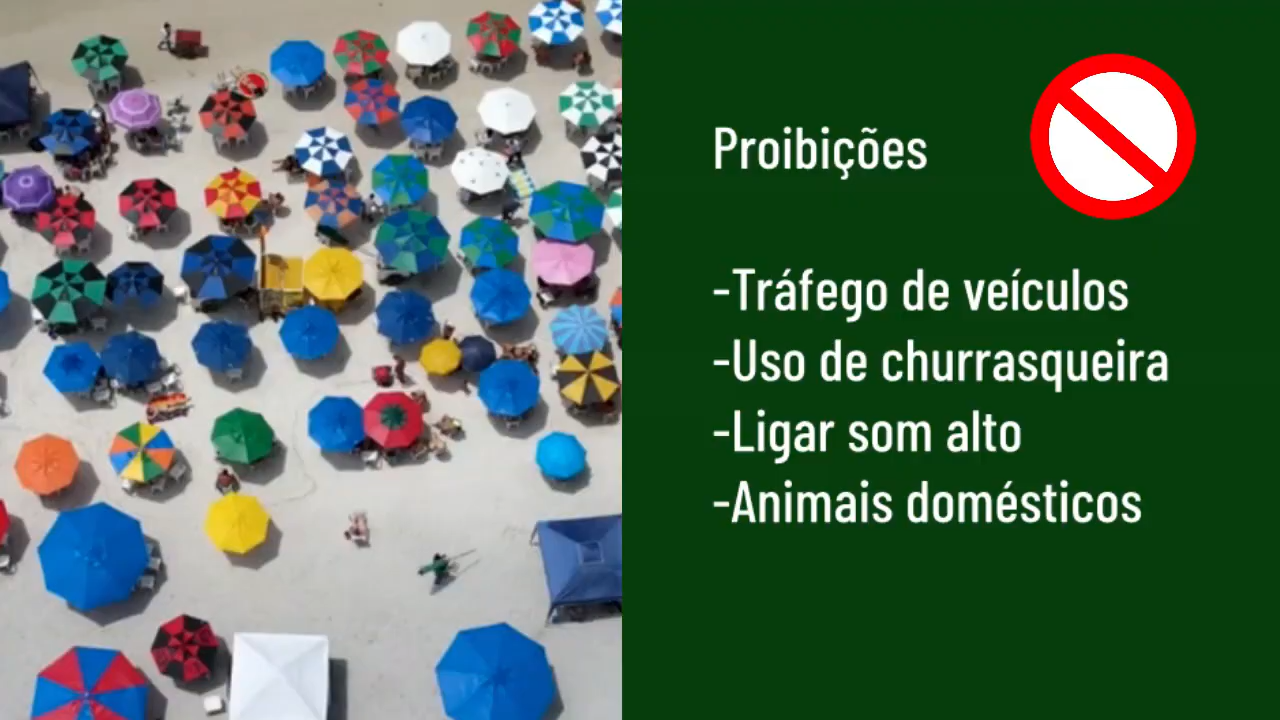 Proibições
-Tráfego de veículos
-Uso de churrasqueira
-Ligar som alto
-Animais domésticos